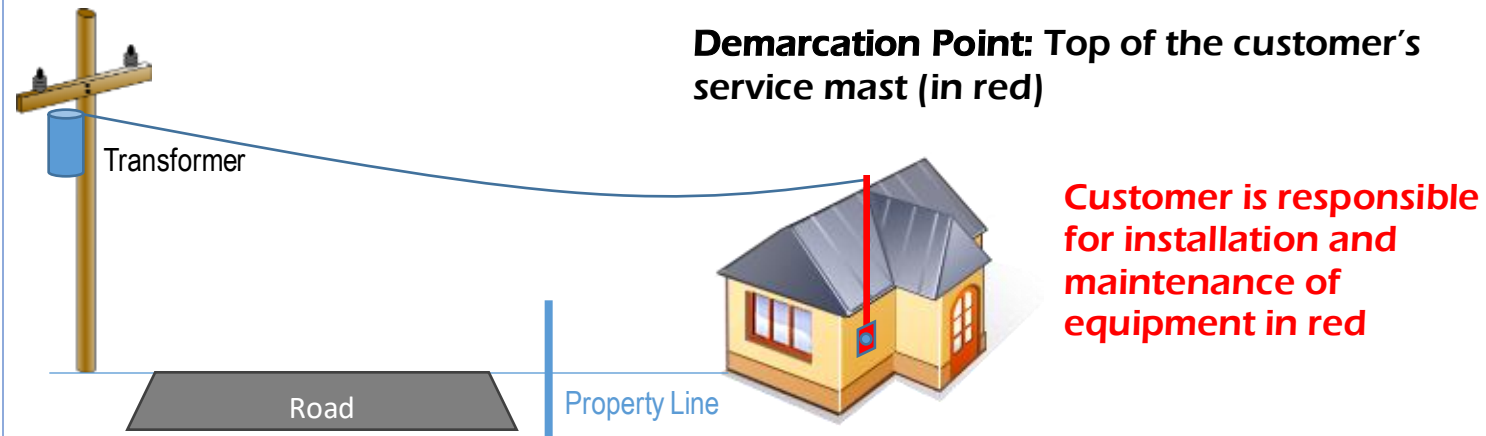 Demarcation Point: Top of the customer's
service mast (in red)
Transformer
Customer is responsible
for installation and
maintenance of
equipment in red
Road
Property Line